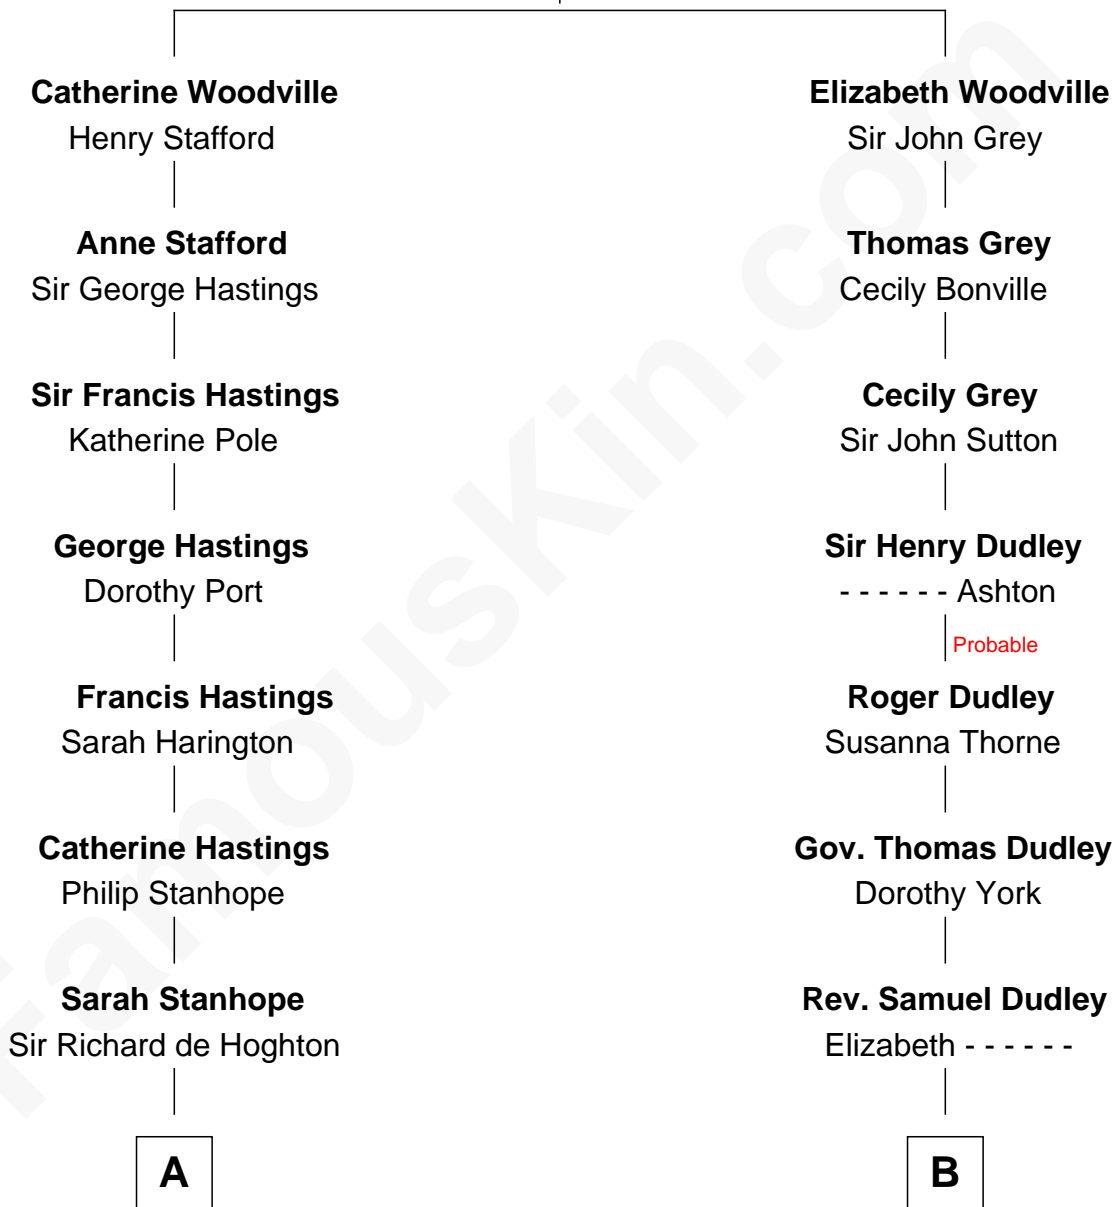 Catherine Woodville
Henry Stafford
Elizabeth Woodville
Sir John Grey
Anne Stafford
Sir George Hastings
Thomas Grey
Cecily Bonville
Sir Francis Hastings
Katherine Pole
Cecily Grey
Sir John Sutton
George Hastings
Dorothy Port
Sir Henry Dudley
- - - - - - Ashton
Probable
Francis Hastings
Sarah Harington
Roger Dudley
Susanna Thorne
Catherine Hastings
Philip Stanhope
Gov. Thomas Dudley
Dorothy York
Sarah Stanhope
Sir Richard de Hoghton
Rev. Samuel Dudley
Elizabeth - - - - - -
A
B
FamousKin.com